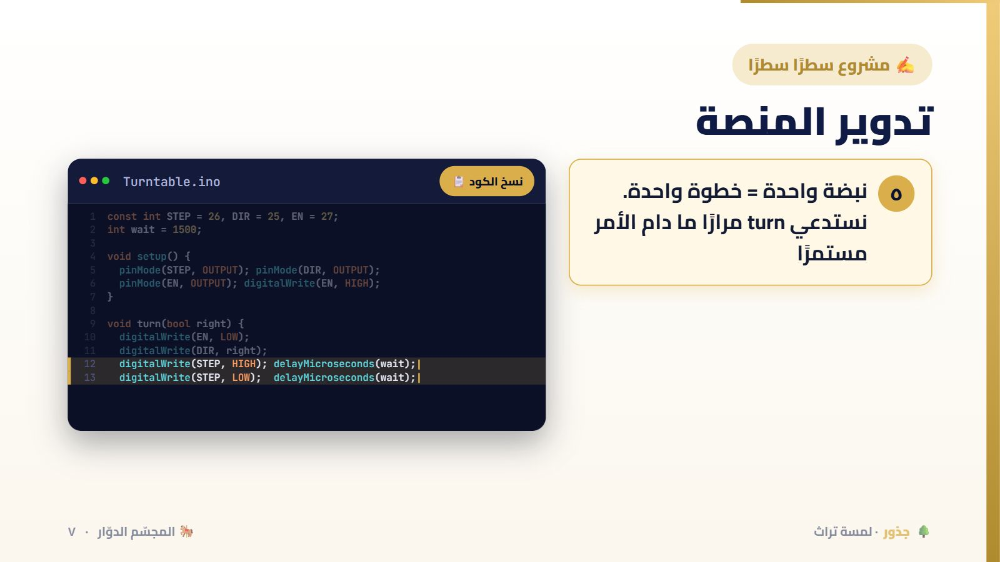 ✍️ مشروع سطرًا سطرًا
تدوير المنصة
٥
نبضة واحدة = خطوة واحدة.
نستدعي turn مرارًا ما دام الأمر
مستمرًا
Turntable.ino
نسخ الكود 📋
1 const int STEP = 26, DIR = 25, EN = 27;
2 int wait = 1500;
3
4 void setup() {
5   pinMode(STEP, OUTPUT); pinMode(DIR, OUTPUT);
6   pinMode(EN, OUTPUT); digitalWrite(EN, HIGH);
7 }
8
9 void turn(bool right) {
10   digitalWrite(EN, LOW);
11   digitalWrite(DIR, right);
12   digitalWrite(STEP, HIGH); delayMicroseconds(wait);
13   digitalWrite(STEP, LOW);  delayMicroseconds(wait);
🌳 جذور · لمسة تراث
🎠 المجسّم الدوّار · ٧